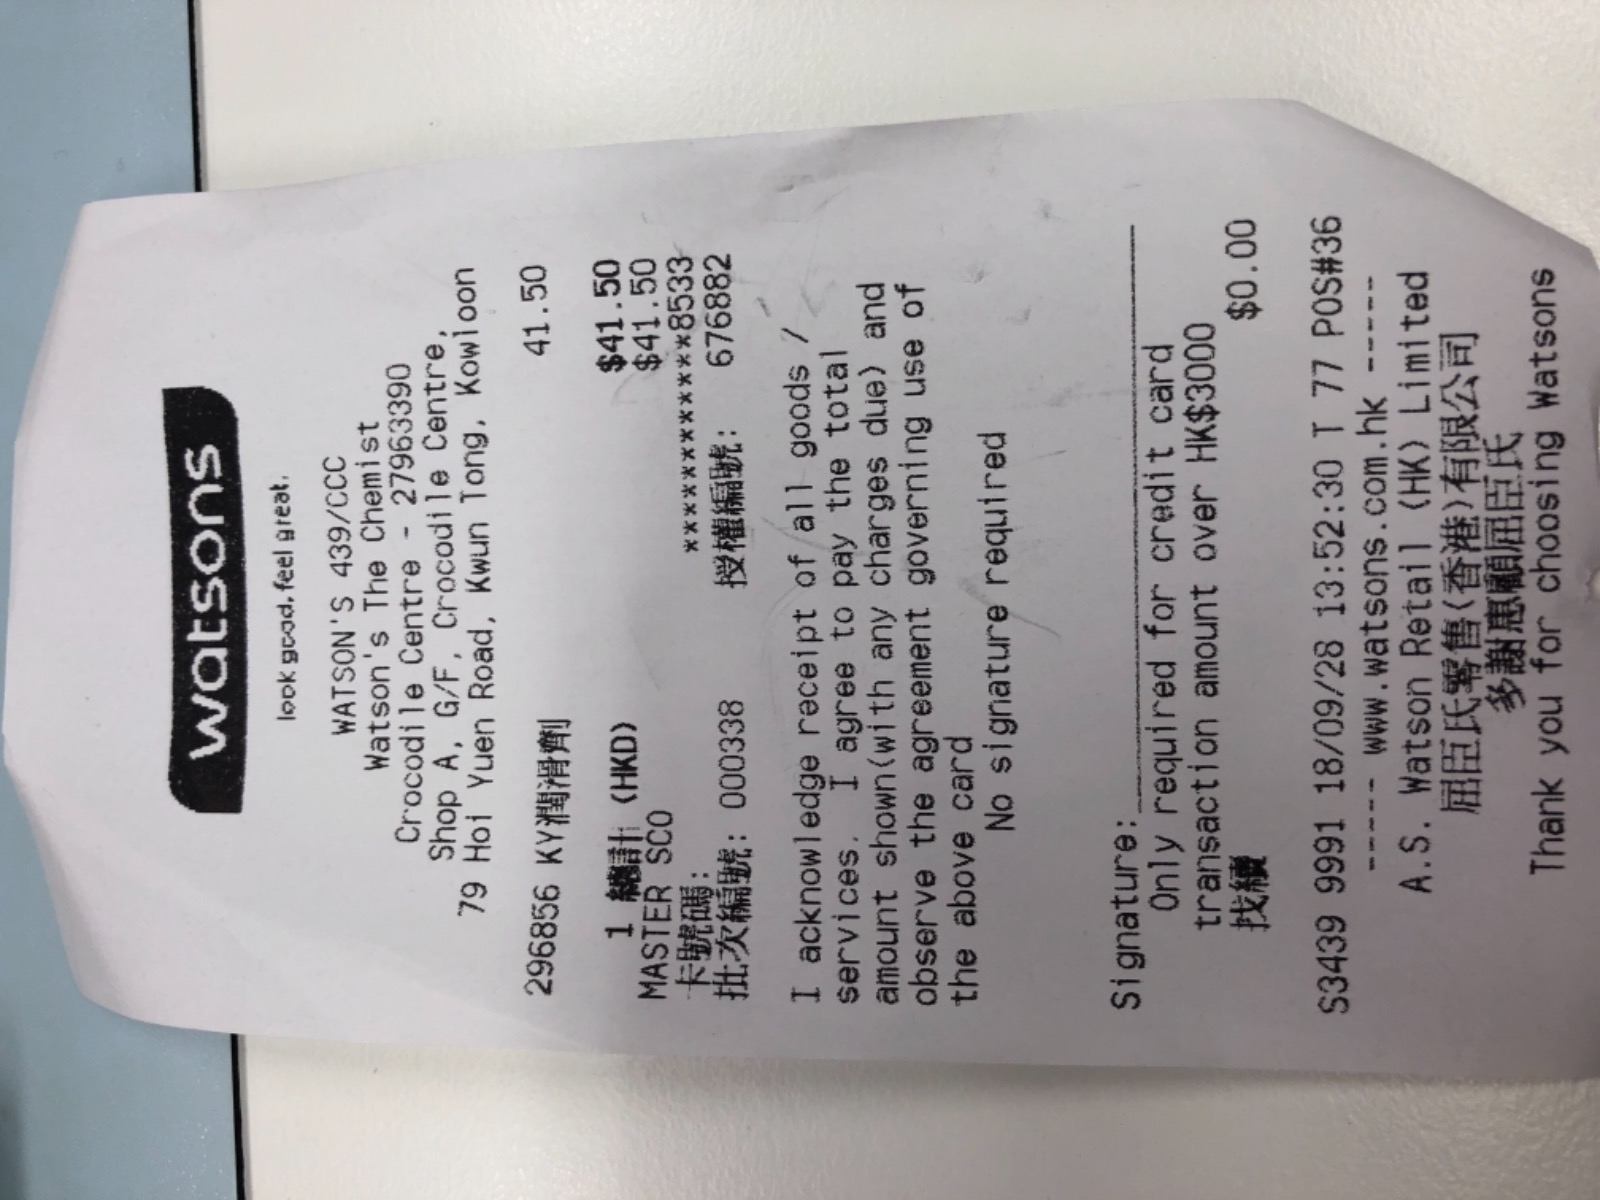 watsons
look good, feel great.
WATSON'S 439/CCC
Watson's The Chemist
Crocodile Centre - 27963390
Shop A, G/F, Crocodile Centre,
79 Hoi Yuen Road, Kwun Tong, Kowloon
296856 KY潤滑劑 41.50
1 總計 (HKD) $41.50
MASTER SCO $41.50
卡號碼: ************8533
批次編號: 000338 授權編號: 676882
I acknowledge receipt of all goods /
services. I agree to pay the total
amount shown(with any charges due) and
observe the agreement governing use of
the above card
No signature required
Signature:
Only required for credit card
transaction amount over HK$3000
找續 $0.00
S3439 9991 18/09/28 13:52:30 T 77 POS#36
----- www.watsons.com.hk -----
A.S. Watson Retail (HK) Limited
屈臣氏零售(香港)有限公司
多謝惠顧屈臣氏
Thank you for choosing Watsons